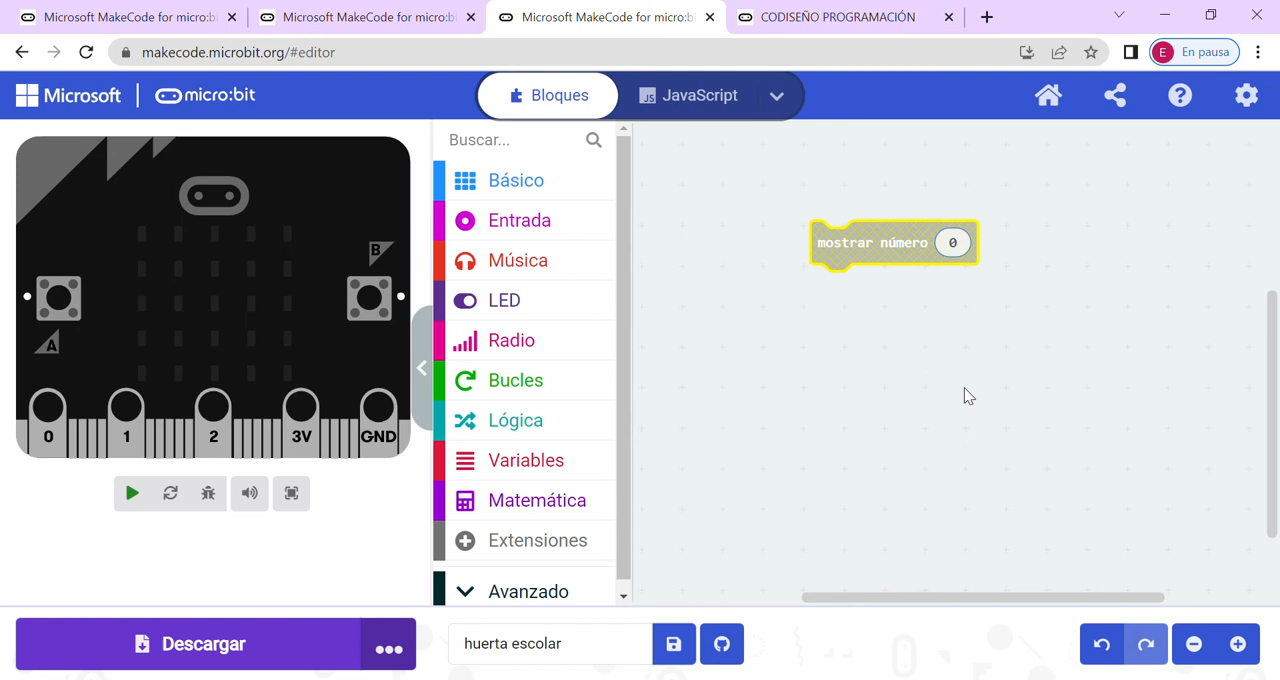 Microsoft MakeCode for micro:bi
Microsoft MakeCode for micro:bi
Microsoft MakeCode for micro:bi
CODISEÑO PROGRAMACIÓN
makecode.microbit.org/#editor
E En pausa
Microsoft
micro:bit
Bloques
JS JavaScript
Buscar...
Básico
Entrada
Música
LED
Radio
Bucles
Lógica
Variables
Matemática
Extensiones
Avanzado
B
A
0 1 2 3V GND
mostrar número 0
Descargar
huerta escolar